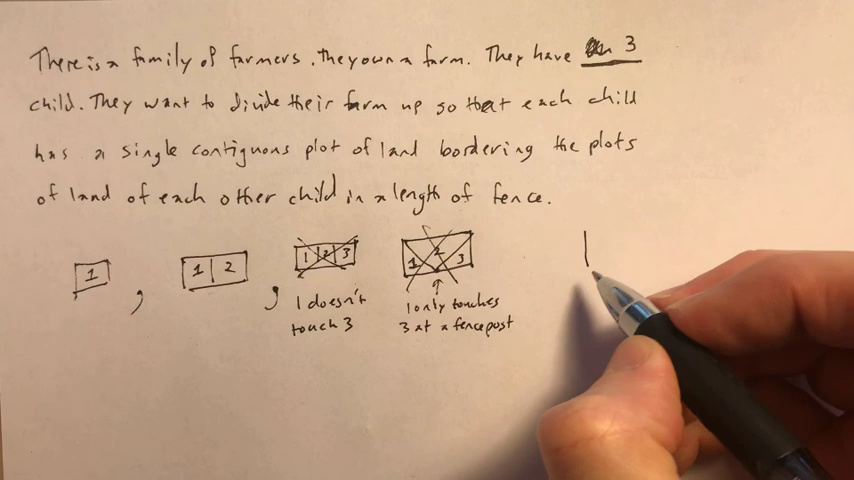 There is a family of farmers. They own a farm. They have 3
child. They want to divide their farm up so that each child
has a single contiguous plot of land bordering the plots
of land of each other child in a length of fence.
1 , 1 2 , 1 2 3 1 2 3
1 doesn't
touch 3
1 only touches
3 at a fencepost